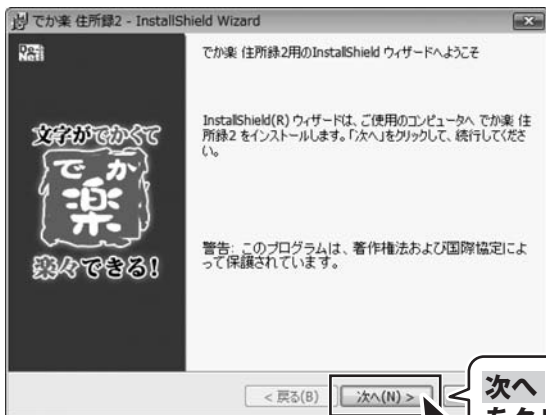 でか楽 住所録2 - InstallShield Wizard
De-
Net!
でか楽 住所録2用のInstallShield ウィザードへようこそ
文字がでかくて
でか
楽
楽々できる!
InstallShield(R) ウィザードは、ご使用のコンピュータへ でか楽 住
所録2 をインストールします。「次へ」をクリックして、続行してくださ
い。
警告: このプログラムは、著作権法および国際協定によ
って保護されています。
< 戻る(B)
次へ(N) >
次へ